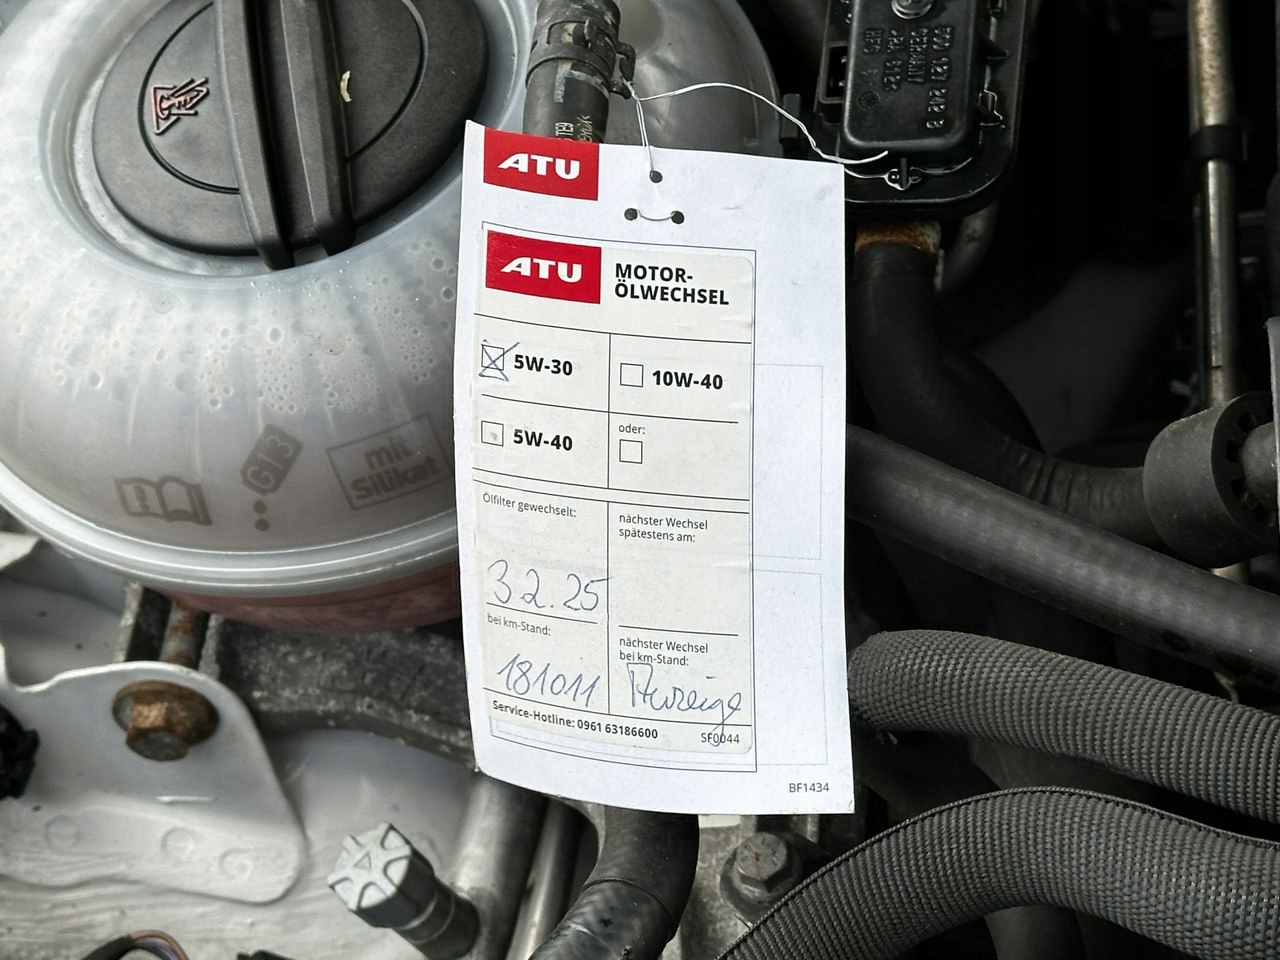 ATU
ATU
MOTOR-
ÖLWECHSEL
5W-30
10W-40
5W-40
oder:
Ölfilter gewechselt:
nächster Wechsel
spätestens am:
3.2.25
bei km-Stand:
nächster Wechsel
bei km-Stand:
181011
Anzeige
Service-Hotline: 0961 63186600
SF0044
BF1434
G13
mit
Silikat